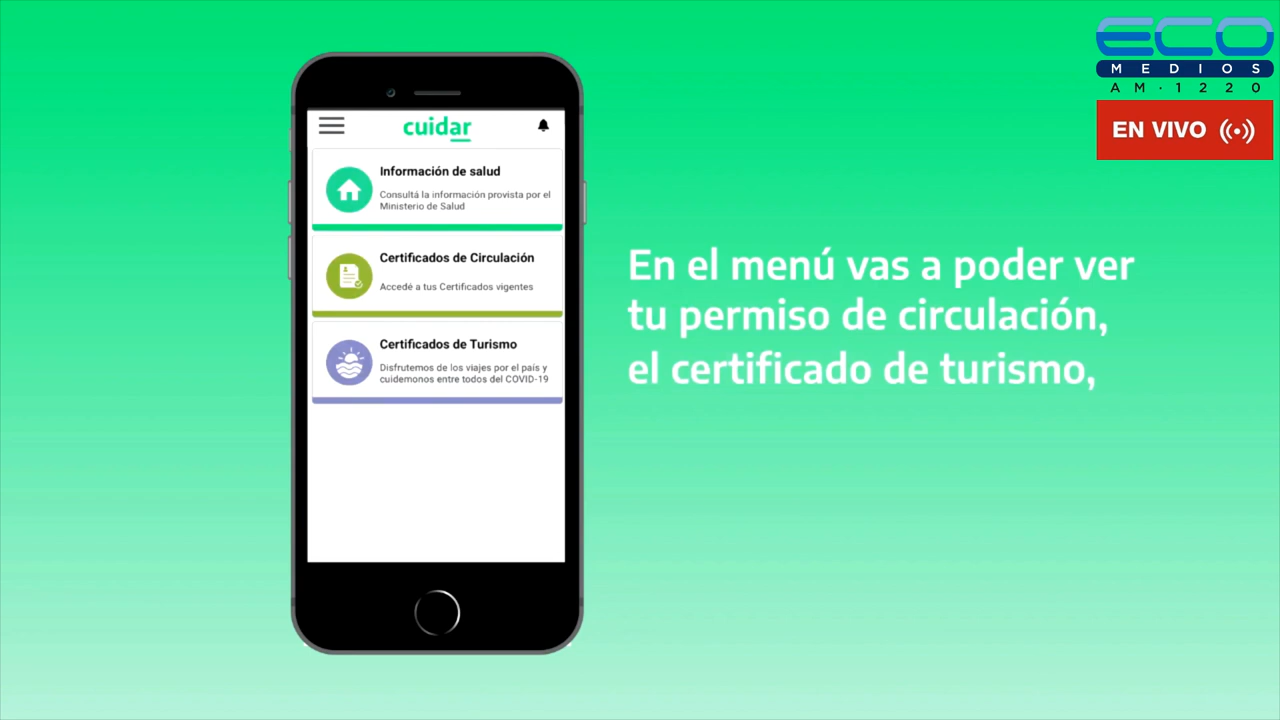 ECO
MEDIOS
AM·1220
EN VIVO
cuidar
Información de salud
Consultá la información provista por el
Ministerio de Salud
Certificados de Circulación
Accedé a tus Certificados vigentes
Certificados de Turismo
Disfrutemos de los viajes por el país y
cuidemonos entre todos del COVID-19
En el menú vas a poder ver
tu permiso de circulación,
el certificado de turismo,